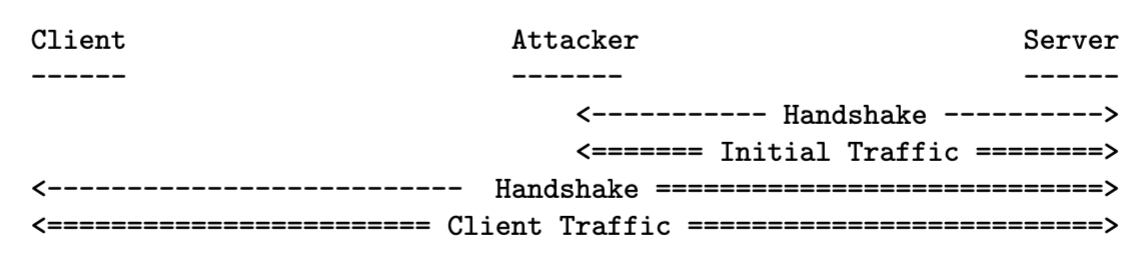 Client                        Attacker                        Server
------                        -------                         ------
                                  <----------- Handshake ---------->
                                  <======= Initial Traffic ========>
<--------------------------  Handshake ============================>
<======================== Client Traffic ==========================>